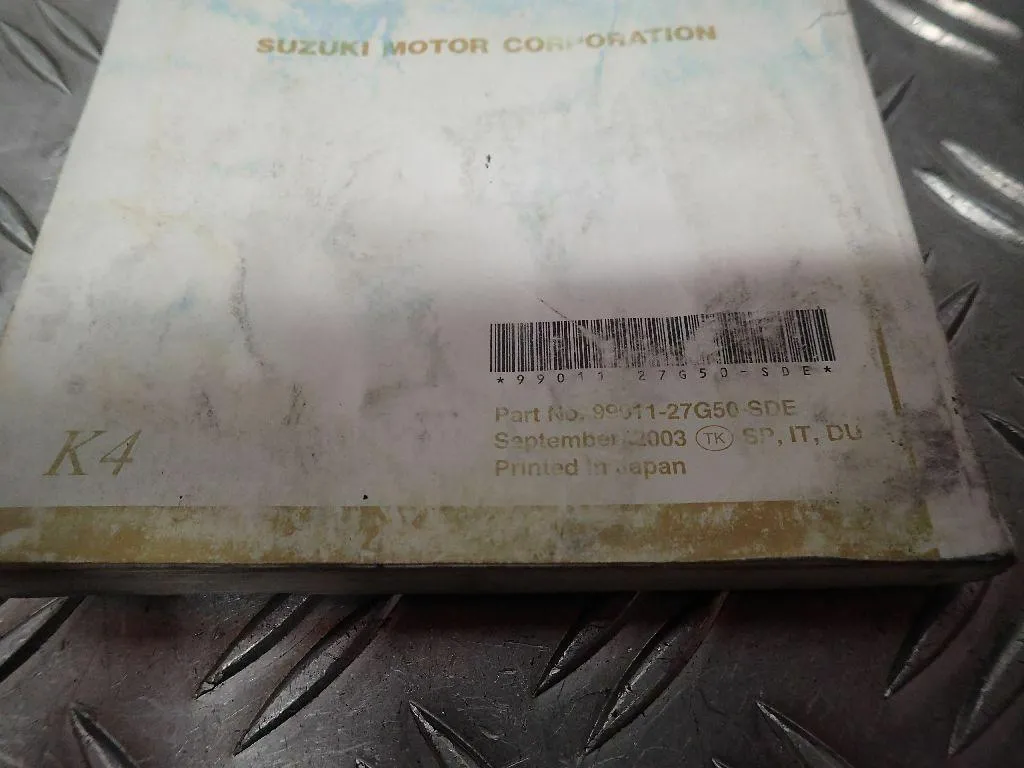 SUZUKI MOTOR CORPORATION
*99011-27G50-SDE*
Part No. 99011-27G50-SDE
September, 2003 TK SP, IT, DU
Printed in Japan
K4